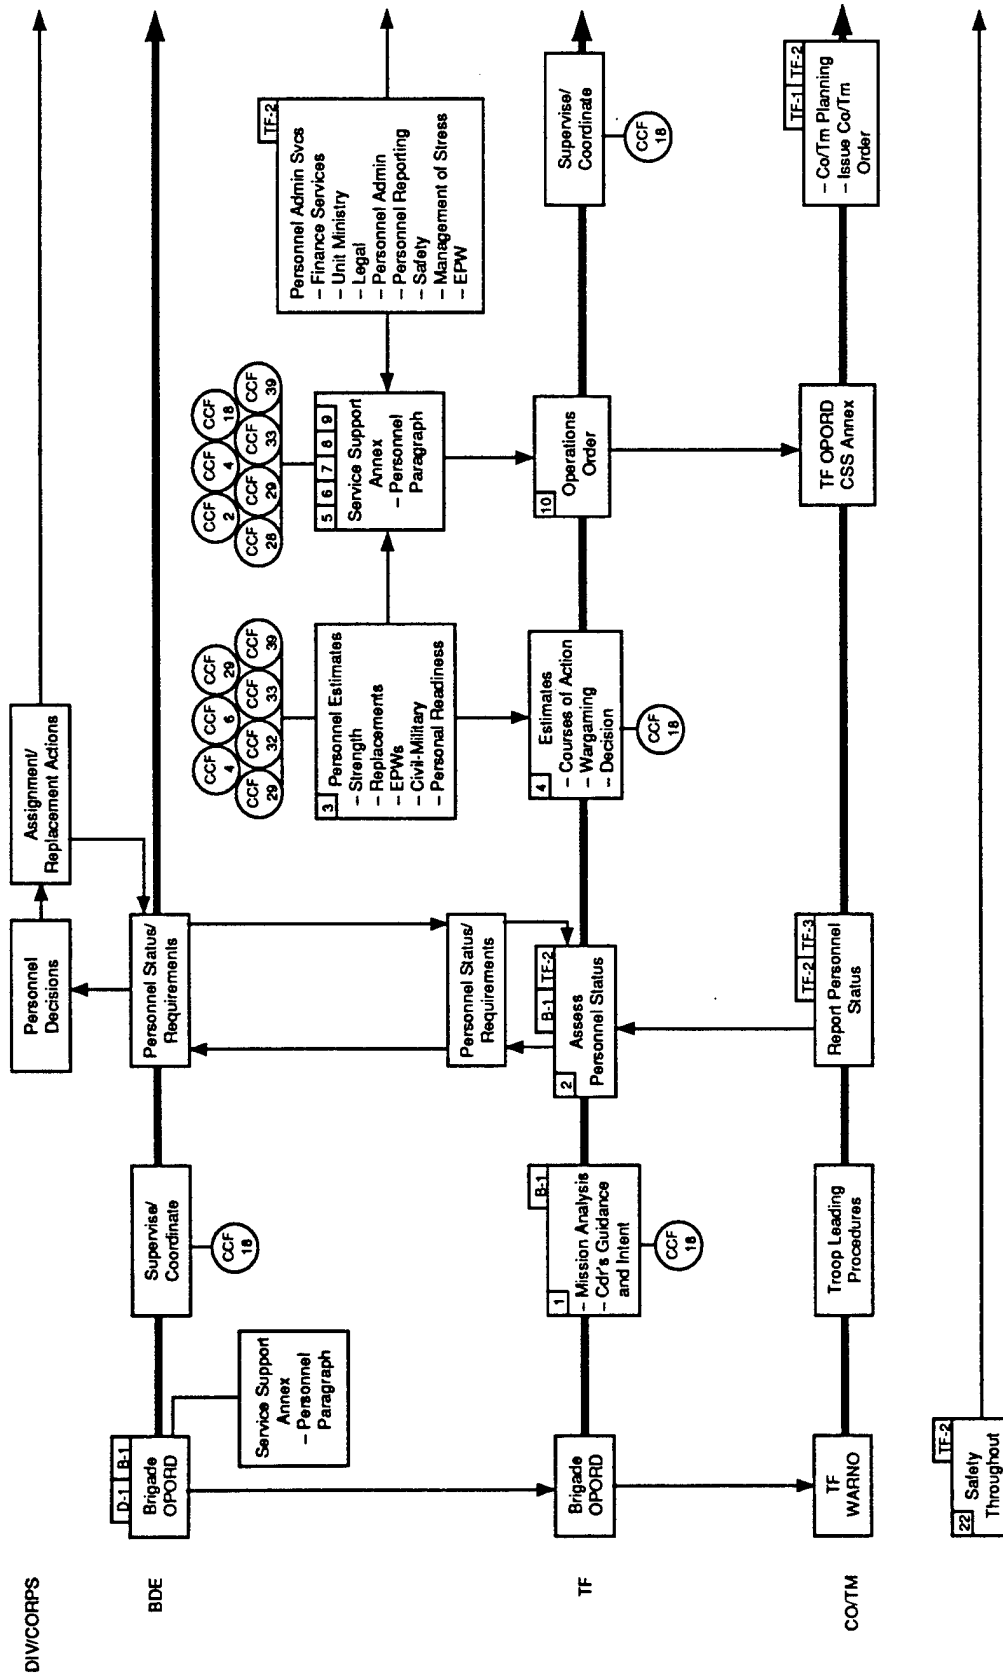 DIV/CORPS
Personnel
Decisions
Assignment/
Replacement Actions
BDE
D-1
B-1
Brigade
OPORD
Service Support
Annex
– Personnel
Paragraph
Supervise/
Coordinate
CCF
18
Personnel Status/
Requirements
CCF
4
CCF
6
CCF
29
CCF
29
CCF
32
CCF
33
CCF
39
3
Personnel Estimates
– Strength
– Replacements
– EPWs
– Civil-Military
– Personal Readiness
CCF
2
CCF
4
CCF
18
CCF
28
CCF
29
CCF
33
CCF
39
5 6 7 8 9
Service Support
Annex
– Personnel
Paragraph
TF-2
Personnel Admin Svcs
– Finance Services
– Unit Ministry
– Legal
– Personnel Admin
– Personnel Reporting
– Safety
– Management of Stress
– EPW
Personnel Status/
Requirements
TF
Brigade
OPORD
B-1
1
– Mission Analysis
– Cdr's Guidance
and Intent
CCF
18
B-1
TF-2
2
Assess
Personnel Status
4
Estimates
– Courses of Action
– Wargaming
– Decision
CCF
18
10
Operations
Order
Supervise/
Coordinate
CCF
18
CO/TM
TF
WARNO
Troop Leading
Procedures
TF-2
TF-3
Report Personnel
Status
TF OPORD
CSS Annex
TF-1
TF-2
– Co/Tm Planning
– Issue Co/Tm
Order
TF-2
22
Safety
Throughout